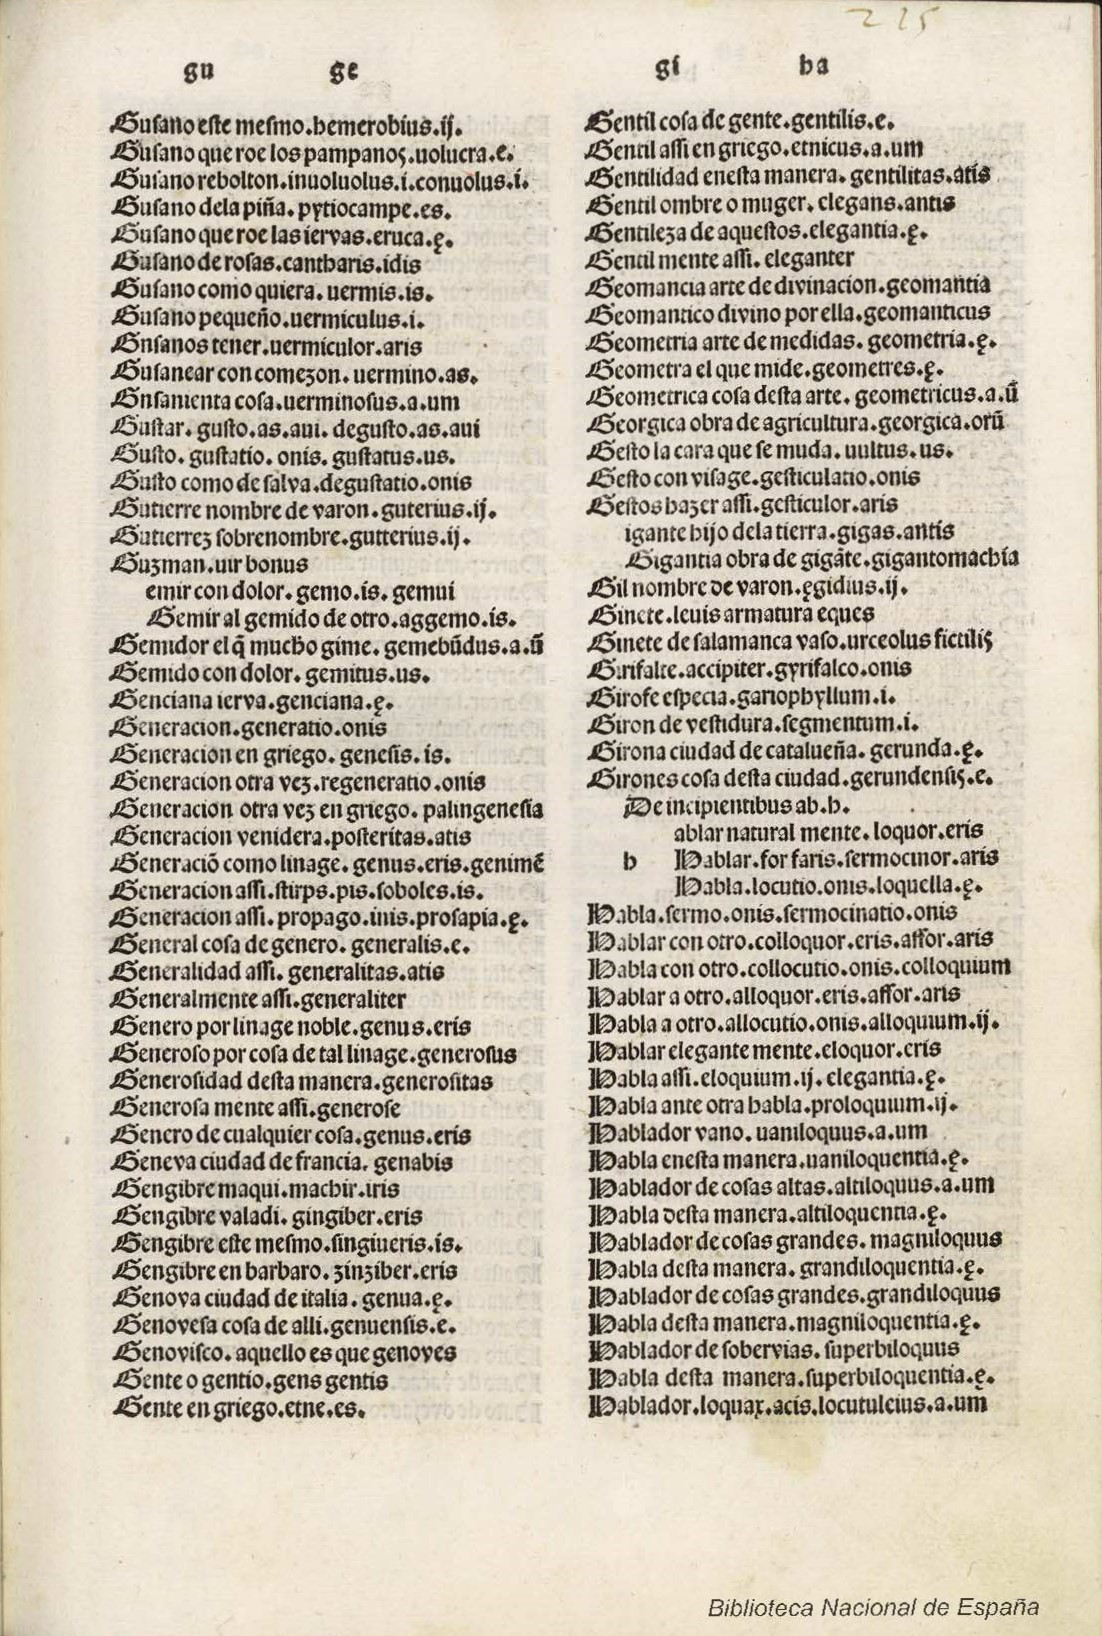 215
gu ge
Gusano este mesmo.hemerobius.ij.
Gusano que roe los pampanoς.uolucra.e.
Gusano rebolton.inuoluolus.i.conuolus.i.
Gusano dela piña.pytiocampe.es.
Gusano que roe las iervas.eruca.ę.
Gusano de rosas.cantharis.idis
Gusano como quiera.uermis.is.
Gusano pequeño.uermiculus.i.
Gnsanos tener.uermiculor.aris
Gusanear con comezon.uermino.as.
Gnsanienta cosa.uerminosus.a.um
Gustar.gusto.as.aui.degusto.as.aui
Gusto.gustatio.onis.gustatus.us.
Gusto como de salva.degustatio.onis
Gutierre nombre de varon.guterius.ij.
Gutierrez sobrenombre.gutterius.ij.
Guzman.uir bonus
emir con dolor.gemo.is.gemui
Gemir al gemido de otro.aggemo.is.
Gemidor el q̃ mucho gime.gemebũdus.a.ũ
Gemido con dolor.gemitus.us.
Genciana ierva.genciana.ę.
Generacion.generatio.onis
Generacion en griego.genesis.is.
Generacion otra vez.regeneratio.onis
Generacion otra vez en griego.palingenesia
Generacion venidera.posteritas.atis
Generaciõ como linage.genus.eris.genimẽ
Generacion assi.stirps.pis.soboles.is.
Generacion assi.propago.inis.prosapia.ę.
General cosa de genero.generalis.e.
Generalidad assi.generalitas.atis
Generalmente assi.generaliter
Genero por linage noble.genus.eris
Generoso por cosa de tal linage.generosus
Generosidad desta manera.generositas
Generosa mente assi.generose
Genero de cualquier cosa.genus.eris
Geneva ciudad de francia.genabis
Gengibre maqui.machir.iris
Gengibre valadi.gingiber.eris
Gengibre este mesmo.singiueris.is.
Gengibre en barbaro.zinziber.eris
Genova ciudad de italia.genua.ę.
Genovesa cosa de alli.genuensis.e.
Genovisco.aquello es que genoves
Gente o gentio.gens gentis
Gente en griego.etne.es.
gi ha
Gentil cosa de gente.gentilis.e.
Gentil assi en griego.etnicus.a.um
Gentilidad enesta manera.gentilitas.atis
Gentil ombre o muger.elegans.antis
Gentileza de aquestos.elegantia.ę.
Gentil mente assi.eleganter
Geomancia arte de divinacion.geomantia
Geomantico divino por ella.geomanticus
Geometria arte de medidas.geometria.ę.
Geometra el que mide.geometres.ę.
Geometrica cosa desta arte.geometricus.a.ũ
Georgica obra de agricultura.georgica.orũ
Gesto la cara que se muda.uultus.us.
Gesto con visage.gesticulatio.onis
Gestos hazer assi.gesticulor.aris
igante hijo dela tierra.gigas.antis
Gigantia obra de gigãte.gigantomachia
Gil nombre de varon.ęgidius.ij.
Ginete.leuis armatura eques
Ginete de salamanca vaso.urceolus fictiliς
Girifalte.accipiter.gyrifalco.onis
Girofe especia.gariophyllum.i.
Giron de vestidura.segmentum.i.
Girona ciudad de catalueña.gerunda.ę.
Girones cosa desta ciudad.gerundensiς.e.
De incipientibus ab.h.
ablar natural mente.loquor.eris
h Hablar.for faris.sermocinor.aris
Habla.locutio.onis.loquella.ę.
Habla.sermo.onis.sermocinatio.onis
Hablar con otro.colloquor.eris.affor.aris
Habla con otro.collocutio.onis.colloquium
Hablar a otro.alloquor.eris.affor.aris
Habla a otro.allocutio.onis.alloquium.ij.
Hablar elegante mente.eloquor.eris
Habla assi.eloquium.ij.elegantia.ę.
Habla ante otra habla.proloquium.ij.
Hablador vano.uaniloquus.a.um
Habla enesta manera.uaniloquentia.ę.
Hablador de cosas altas.altiloquus.a.um
Habla desta manera.altiloquentia.ę.
Hablador de cosas grandes.magniloquus
Habla desta manera.grandiloquentia.ę.
Hablador de cosas grandes.grandiloquus
Habla desta manera.magniloquentia.ę.
Hablador de sobervias.superbiloquus
Habla desta manera.superbiloquentia.ę.
Hablador.loquax.acis.locutuleius.a.um
Biblioteca Nacional de España